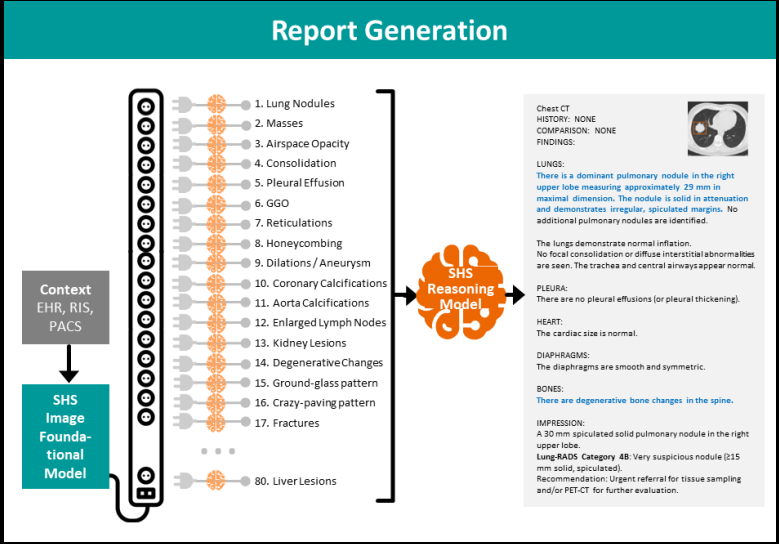 Report Generation
1. Lung Nodules
2. Masses
3. Airspace Opacity
4. Consolidation
5. Pleural Effusion
6. GGO
7. Reticulations
8. Honeycombing
9. Dilations / Aneurysm
10. Coronary Calcifications
11. Aorta Calcifications
12. Enlarged Lymph Nodes
13. Kidney Lesions
14. Degenerative Changes
15. Ground-glass pattern
16. Crazy-paving pattern
17. Fractures
80. Liver Lesions
Context
EHR, RIS,
PACS
SHS
Image
Founda-
tional
Model
SHS
Reasoning
Model
Chest CT
HISTORY: NONE
COMPARISON: NONE
FINDINGS:
LUNGS:
There is a dominant pulmonary nodule in the right
upper lobe measuring approximately 29 mm in
maximal dimension. The nodule is solid in attenuation
and demonstrates irregular, spiculated margins. No
additional pulmonary nodules are identified.
The lungs demonstrate normal inflation.
No focal consolidation or diffuse interstitial abnormalities
are seen. The trachea and central airways appear normal.
PLEURA:
There are no pleural effusions (or pleural thickening).
HEART:
The cardiac size is normal.
DIAPHRAGMS:
The diaphragms are smooth and symmetric.
BONES:
There are degenerative bone changes in the spine.
IMPRESSION:
A 30 mm spiculated solid pulmonary nodule in the right
upper lobe.
Lung-RADS Category 4B: Very suspicious nodule (≥15
mm solid, spiculated).
Recommendation: Urgent referral for tissue sampling
and/or PET-CT for further evaluation.